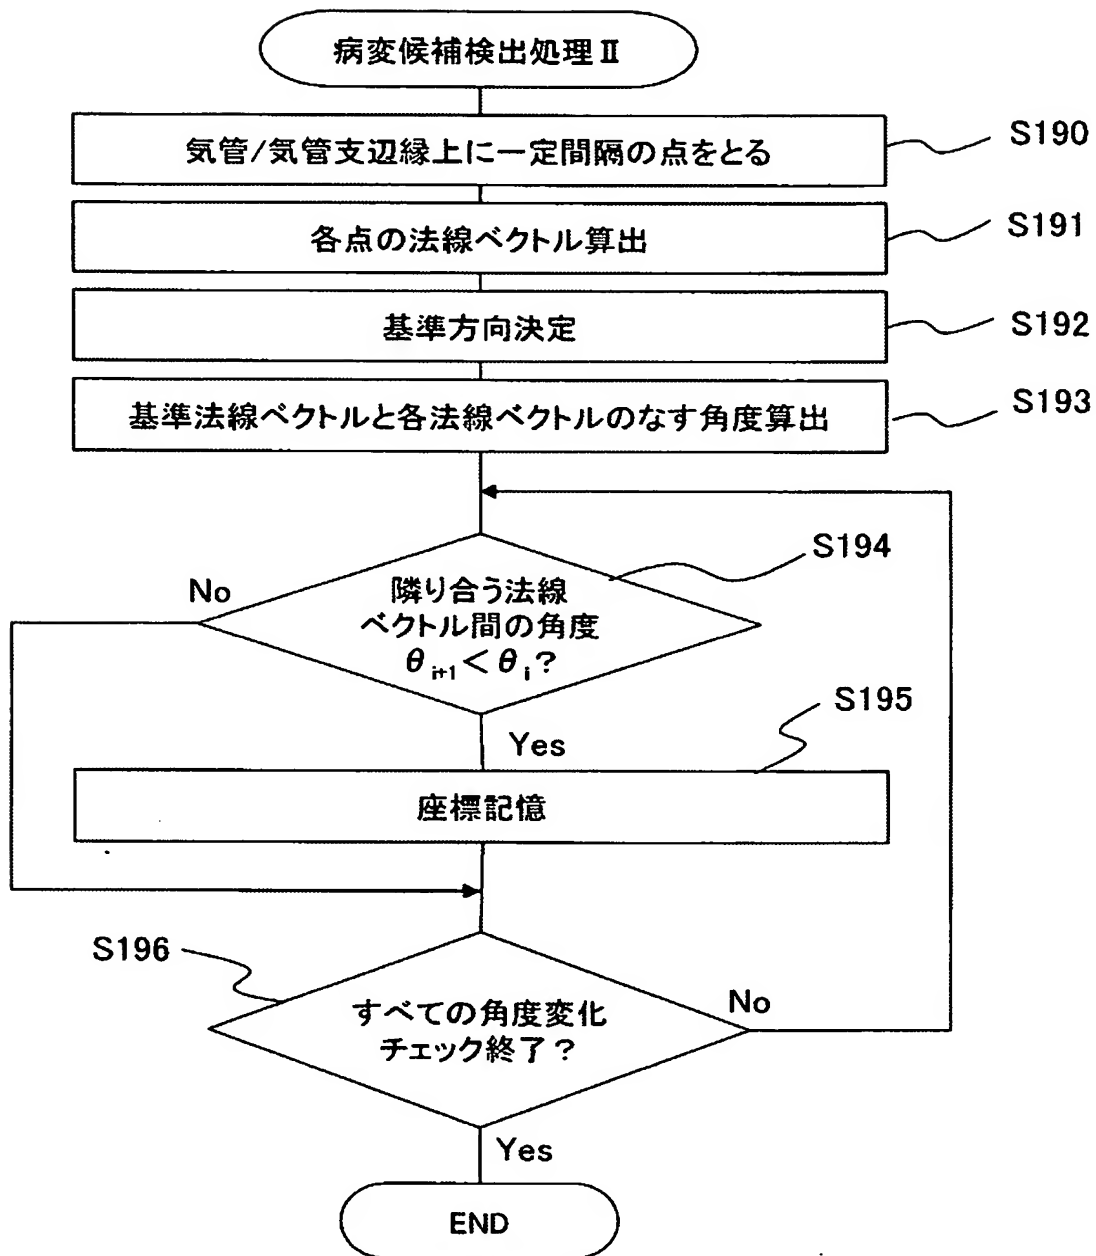 病変候補検出処理Ⅱ
気管/気管支辺縁上に一定間隔の点をとる
S190
各点の法線ベクトル算出
S191
基準方向決定
S192
基準法線ベクトルと各法線ベクトルのなす角度算出
S193
S194
No
隣り合う法線
ベクトル間の角度
θi+1<θi?
S195
Yes
座標記憶
S196
No
すべての角度変化
チェック終了?
Yes
END